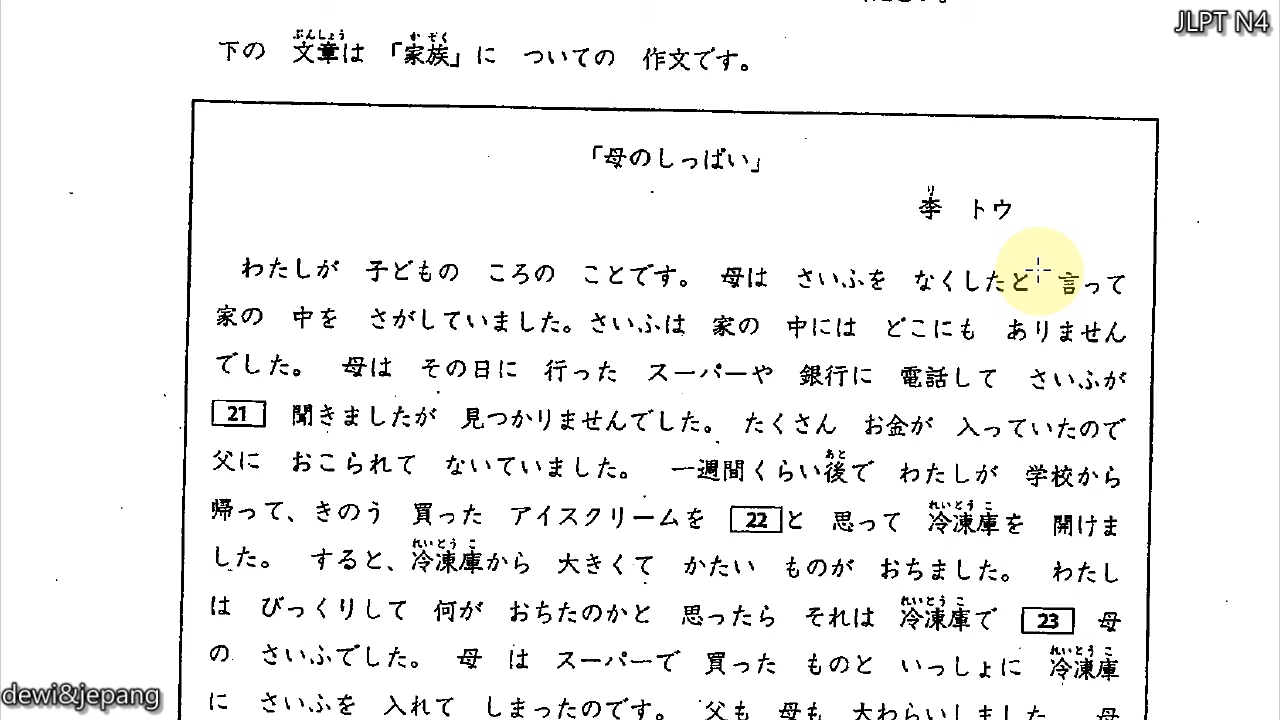 JLPT N4
下の 文章は 「家族」に ついての 作文です。
「母のしっぱい」
李 トウ
わたしが 子どもの ころの ことです。 母は さいふを なくしたと 言って
家の 中を さがしていました。さいふは 家の 中には どこにも ありません
でした。 母は その日に 行った スーパーや 銀行に 電話して さいふが
21 聞きましたが 見つかりませんでした。 たくさん お金が 入っていたので
父に おこられて ないていました。 一週間くらい後で わたしが 学校から
帰って、きのう 買った アイスクリームを 22 と 思って 冷凍庫を 開けま
した。 すると、冷凍庫から 大きくて かたい ものが おちました。 わたし
は びっくりして 何が おちたのかと 思ったら それは 冷凍庫で 23 母
の さいふでした。 母 は スーパーで 買った ものと いっしょに 冷凍庫
に さいふを 入れて しまったのです。 父も 母も 大わらいしました。 母
dewi&jepang